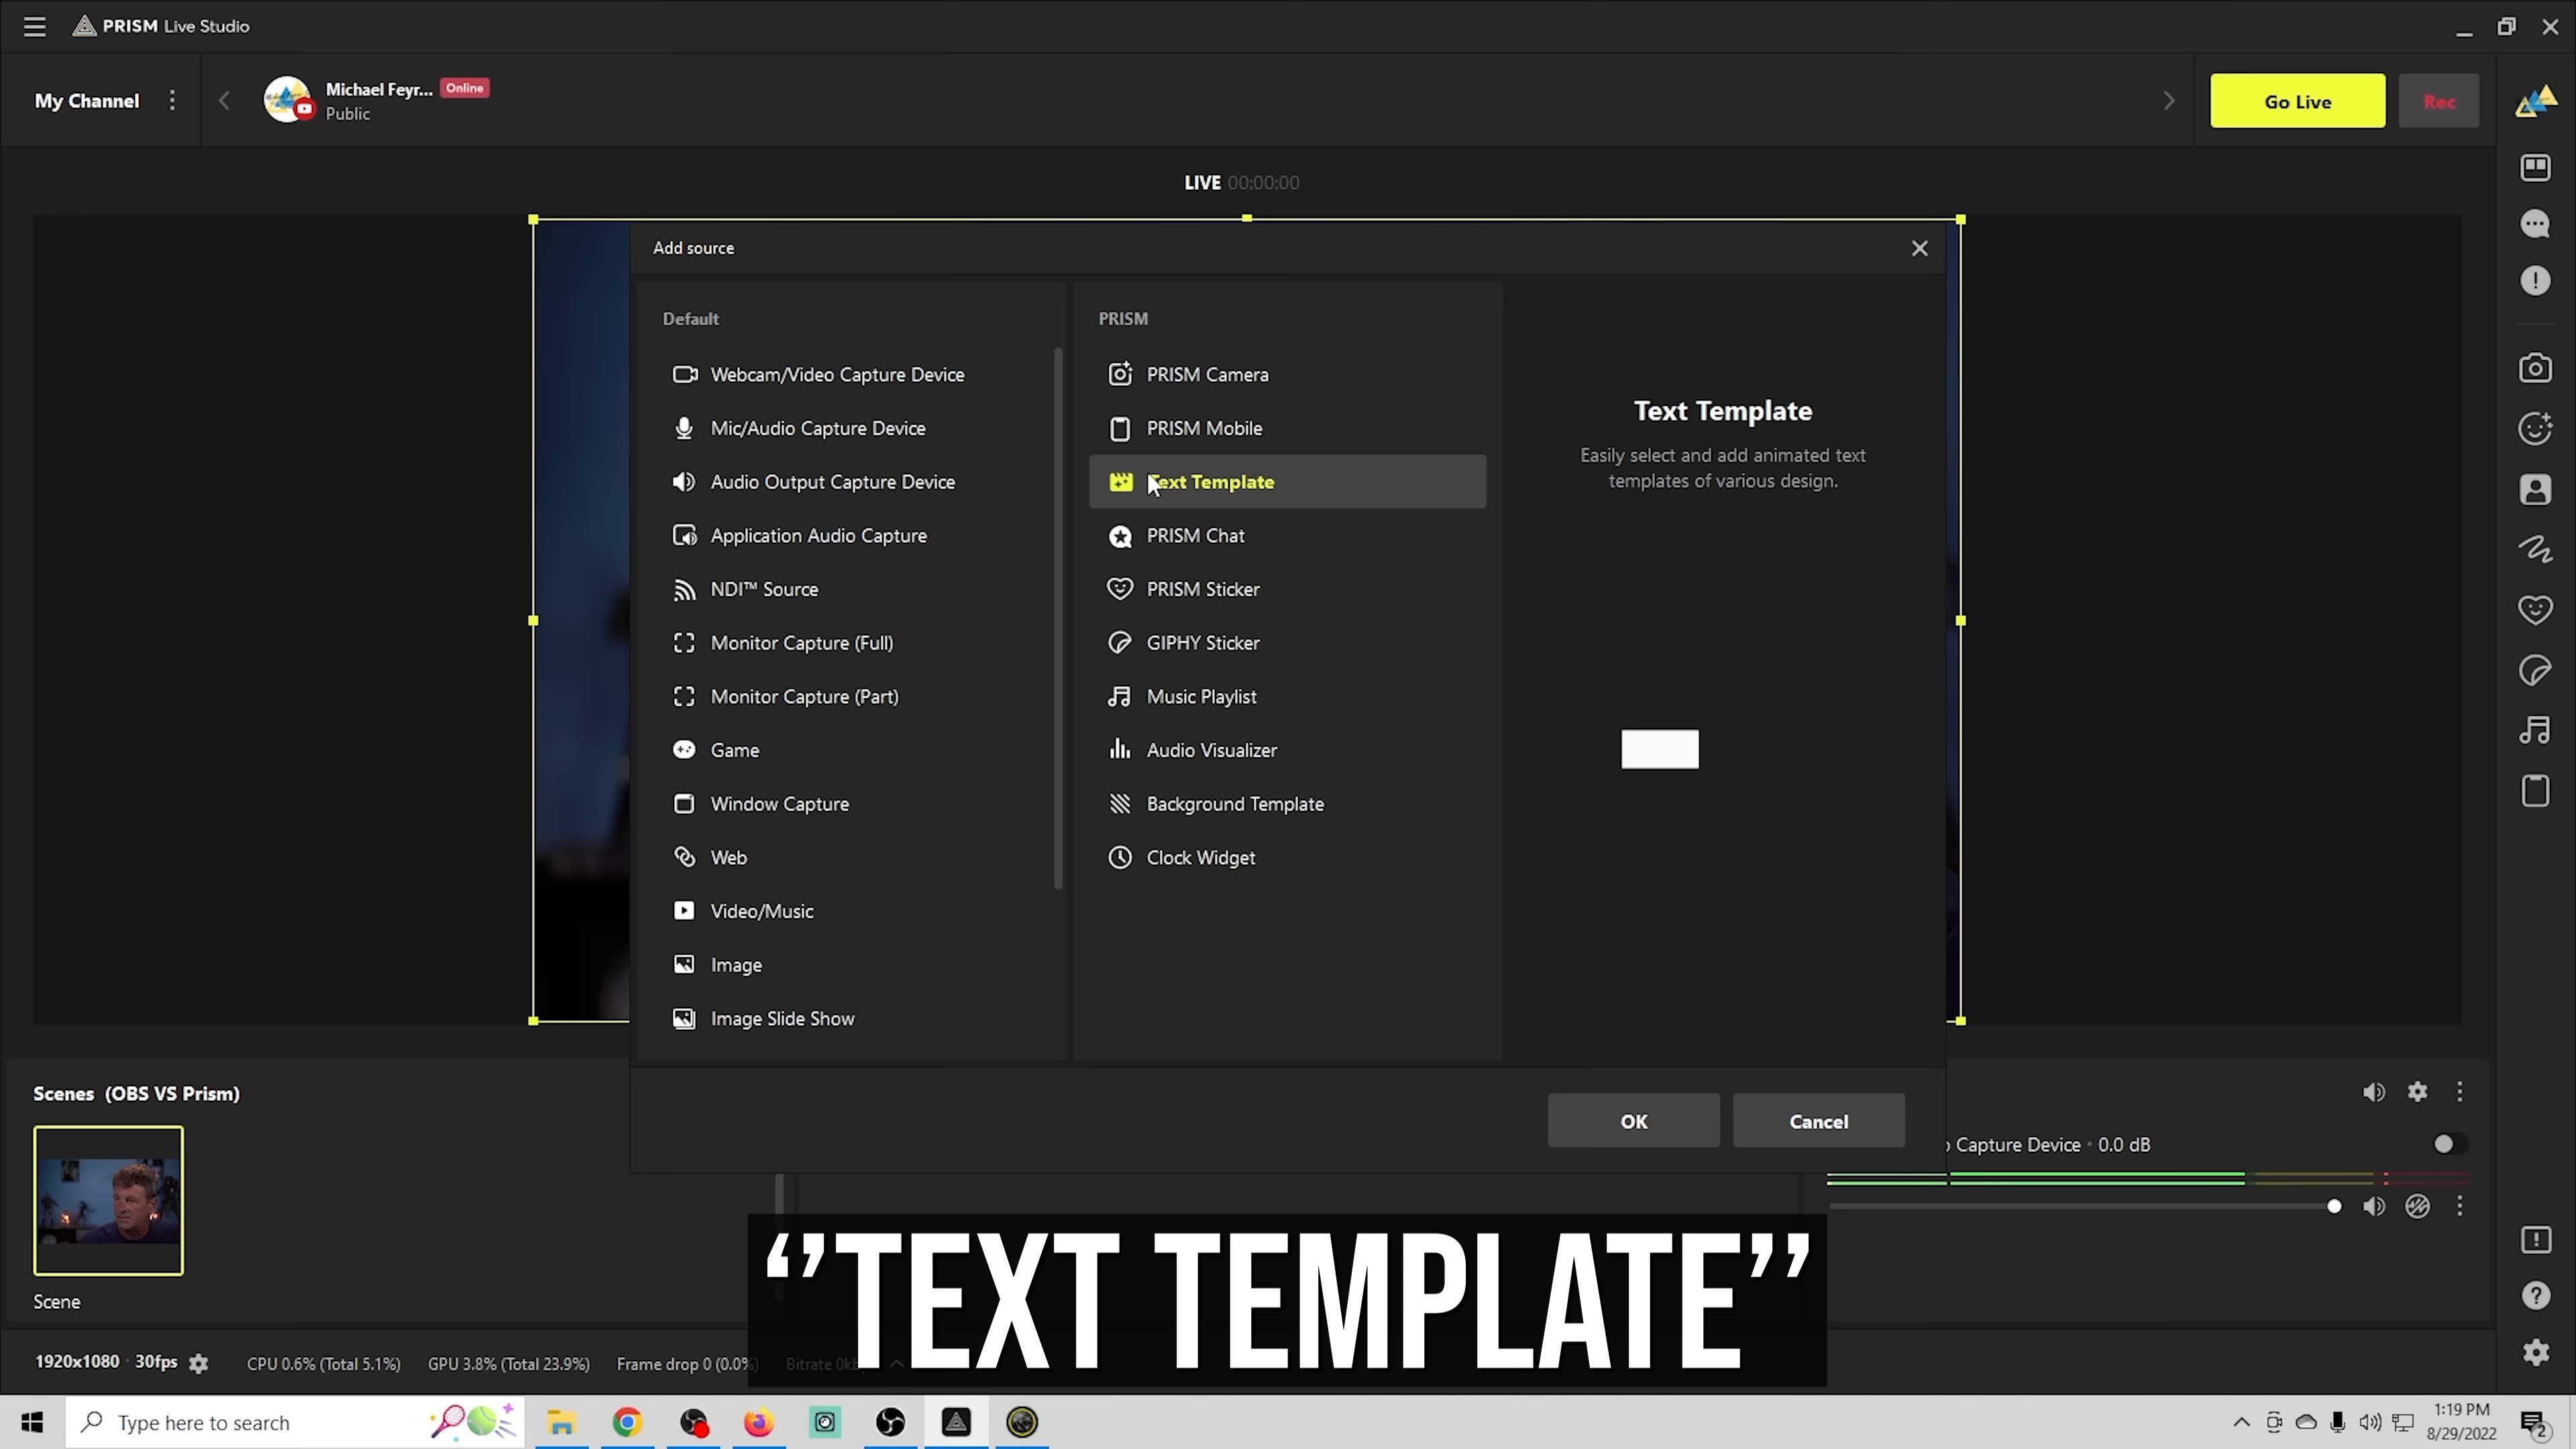 PRISM Live Studio
My Channel
Michael Feyr... Online
Public
Go Live
Rec
LIVE 00:00:00
Add source
Default
Webcam/Video Capture Device
Mic/Audio Capture Device
Audio Output Capture Device
Application Audio Capture
NDI™ Source
Monitor Capture (Full)
Monitor Capture (Part)
Game
Window Capture
Web
Video/Music
Image
Image Slide Show
PRISM
PRISM Camera
PRISM Mobile
Text Template
PRISM Chat
PRISM Sticker
GIPHY Sticker
Music Playlist
Audio Visualizer
Background Template
Clock Widget
Text Template
Easily select and add animated text
templates of various design.
OK
Cancel
Scenes (OBS VS Prism)
Scene
Capture Device • 0.0 dB
‘’TEXT TEMPLATE’’
1920x1080 · 30fps
CPU 0.6% (Total 5.1%)
GPU 3.8% (Total 23.9%)
Frame drop 0 (0.0%)
Bitrate 0kb
Type here to search
1:19 PM
8/29/2022
2